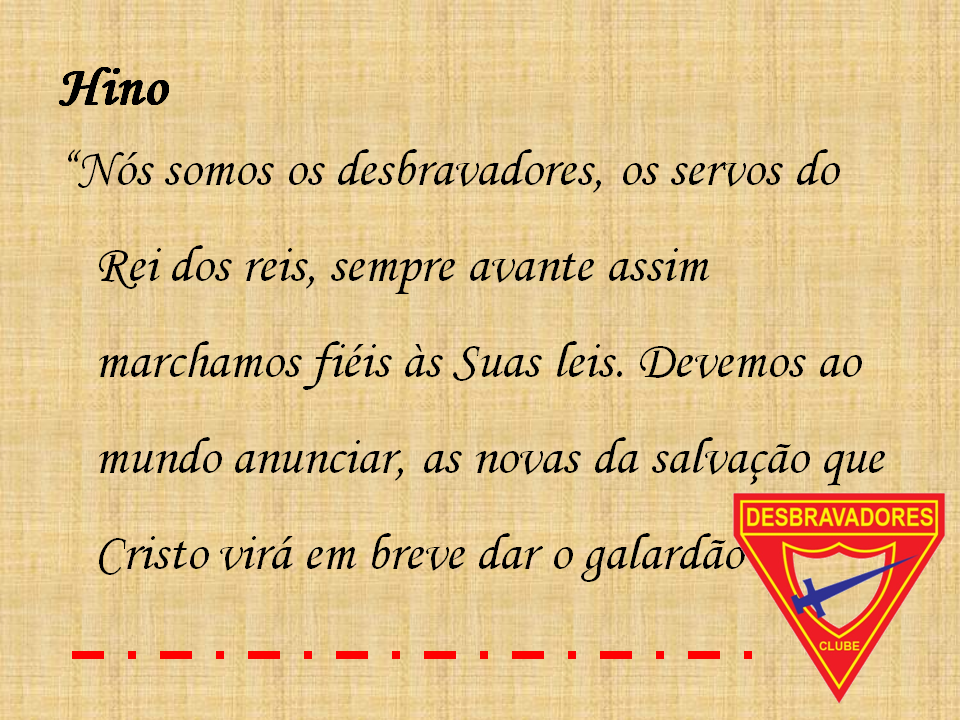 Hino
“Nós somos os desbravadores, os servos do
Rei dos reis, sempre avante assim
marchamos fiéis às Suas leis. Devemos ao
mundo anunciar, as novas da salvação que
Cristo virá em breve dar o galardão
DESBRAVADORES
CLUBE